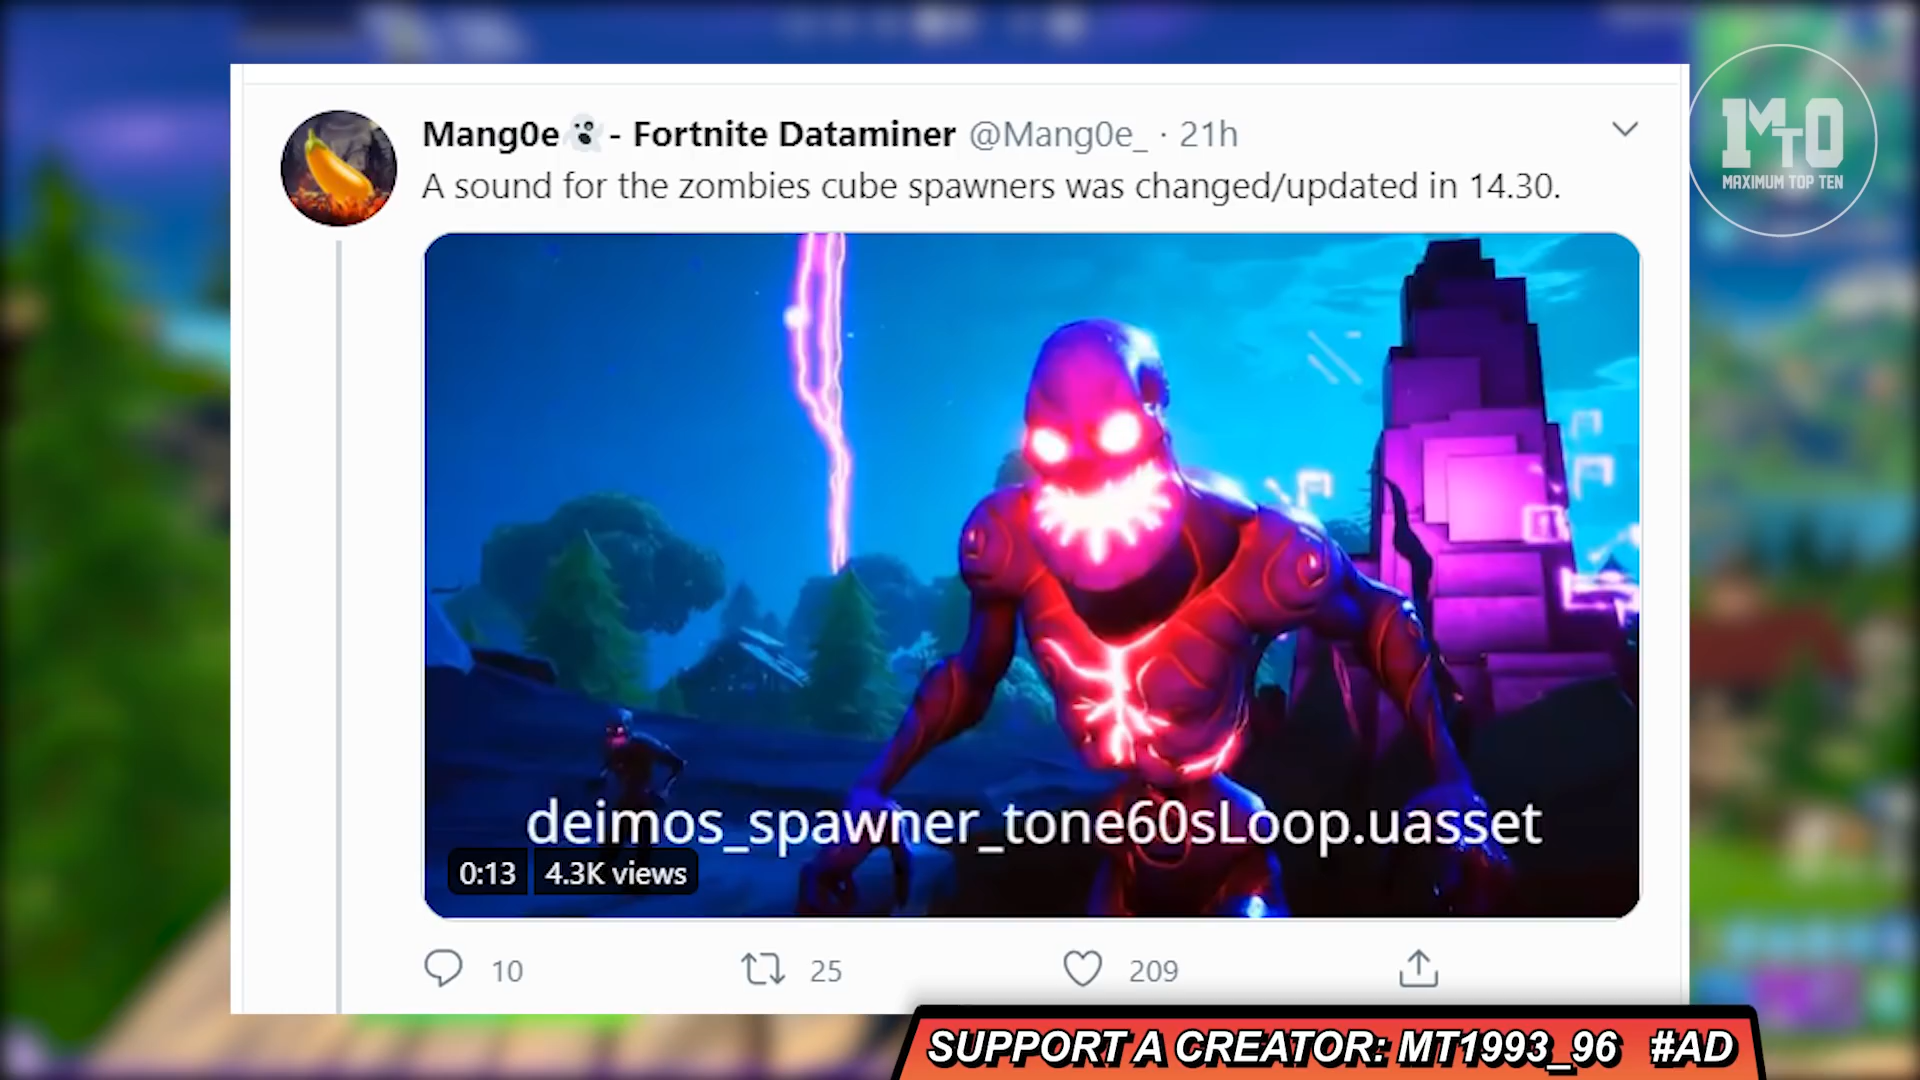 Mang0e👻 - Fortnite Dataminer @Mang0e_ · 21h
A sound for the zombies cube spawners was changed/updated in 14.30.
deimos_spawner_tone60sLoop.uasset
0:13 4.3K views
10 25 209
1MT0
MAXIMUM TOP TEN
SUPPORT A CREATOR: MT1993_96 #AD